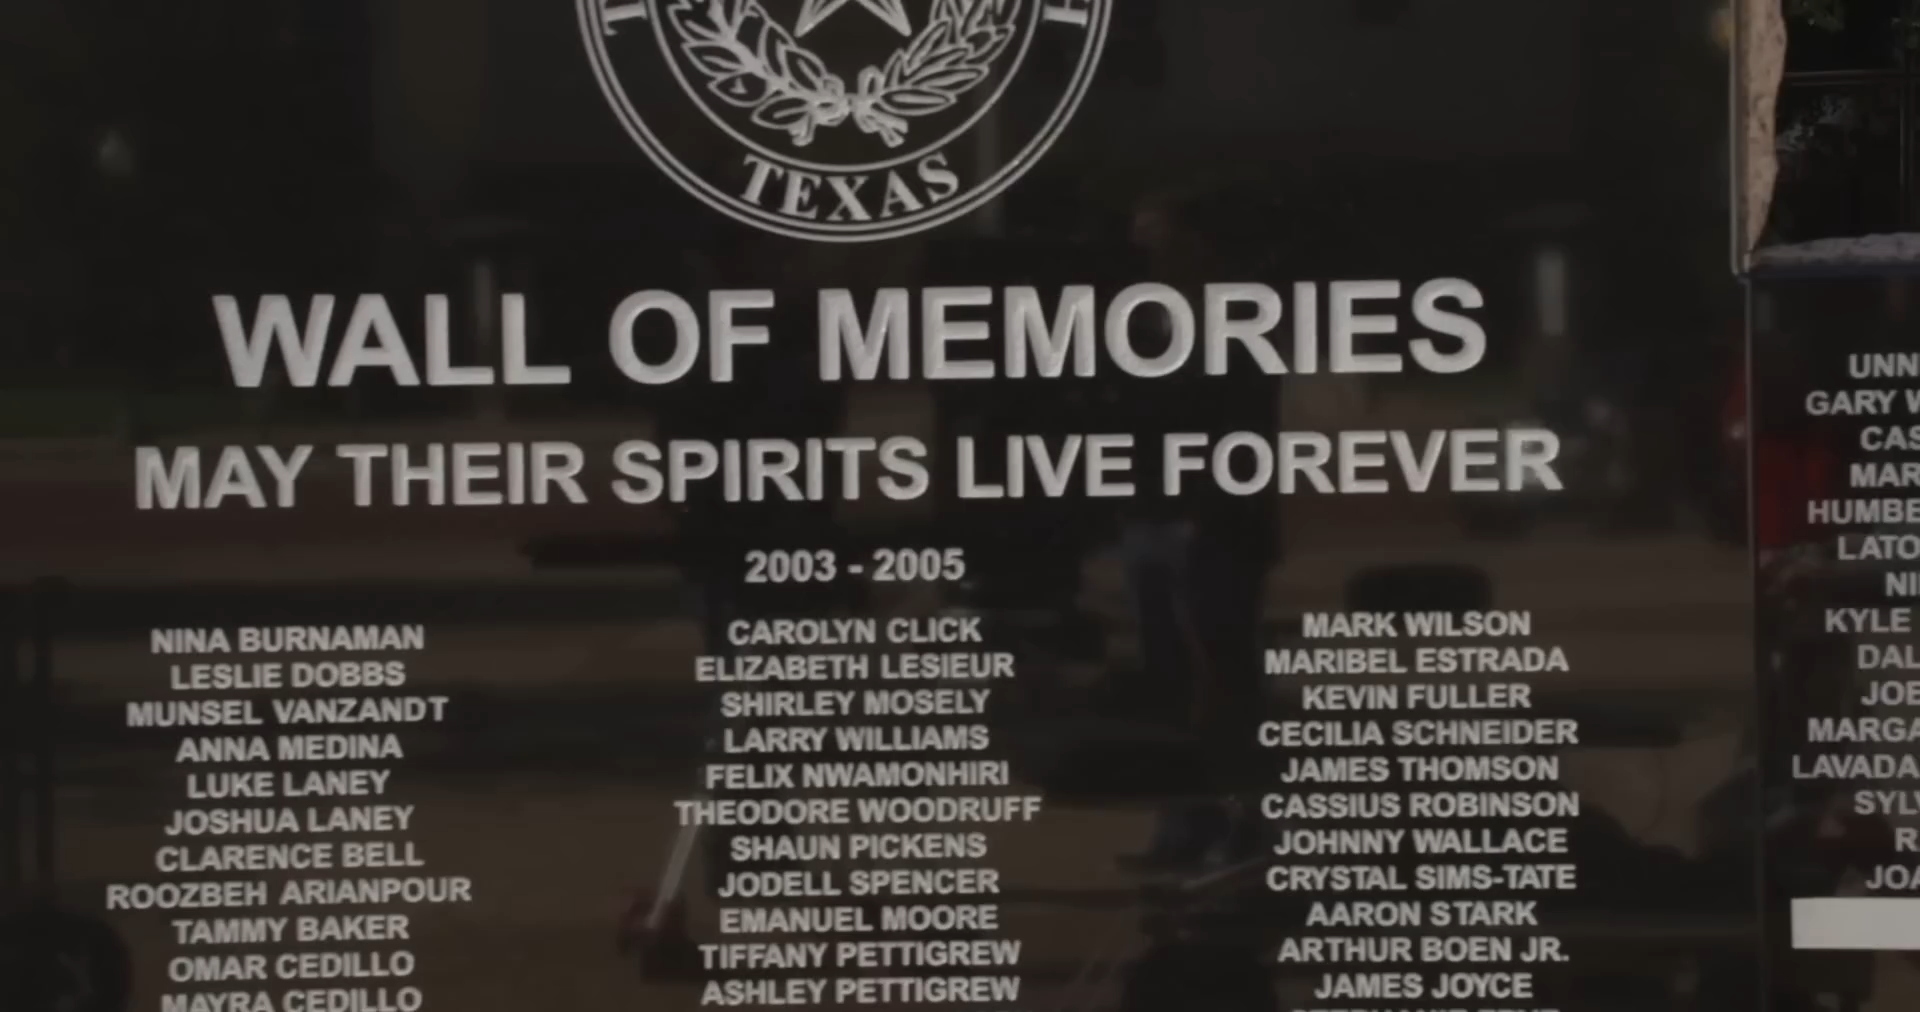 TEXAS
WALL OF MEMORIES
MAY THEIR SPIRITS LIVE FOREVER
2003 - 2005
NINA BURNAMAN
LESLIE DOBBS
MUNSEL VANZANDT
ANNA MEDINA
LUKE LANEY
JOSHUA LANEY
CLARENCE BELL
ROOZBEH ARIANPOUR
TAMMY BAKER
OMAR CEDILLO
MAYRA CEDILLO
CAROLYN CLICK
ELIZABETH LESIEUR
SHIRLEY MOSELY
LARRY WILLIAMS
FELIX NWAMONHIRI
THEODORE WOODRUFF
SHAUN PICKENS
JODELL SPENCER
EMANUEL MOORE
TIFFANY PETTIGREW
ASHLEY PETTIGREW
MARK WILSON
MARIBEL ESTRADA
KEVIN FULLER
CECILIA SCHNEIDER
JAMES THOMSON
CASSIUS ROBINSON
JOHNNY WALLACE
CRYSTAL SIMS-TATE
AARON STARK
ARTHUR BOEN JR.
JAMES JOYCE
UNN
GARY W
CAS
MAR
HUMBE
LATO
NI
KYLE
DAL
JOE
MARGA
LAVADA
SYLV
R
JOA